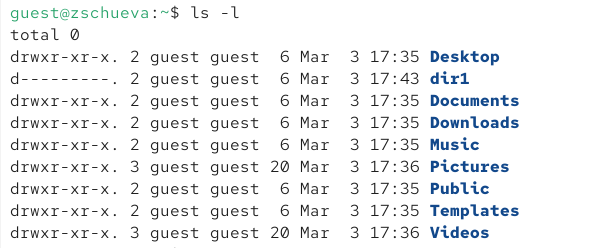 guest@zschueva:~$ ls -l
total 0
drwxr-xr-x. 2 guest guest  6 Mar  3 17:35 Desktop
d---------. 2 guest guest  6 Mar  3 17:43 dir1
drwxr-xr-x. 2 guest guest  6 Mar  3 17:35 Documents
drwxr-xr-x. 2 guest guest  6 Mar  3 17:35 Downloads
drwxr-xr-x. 2 guest guest  6 Mar  3 17:35 Music
drwxr-xr-x. 3 guest guest 20 Mar  3 17:36 Pictures
drwxr-xr-x. 2 guest guest  6 Mar  3 17:35 Public
drwxr-xr-x. 2 guest guest  6 Mar  3 17:35 Templates
drwxr-xr-x. 3 guest guest 20 Mar  3 17:36 Videos